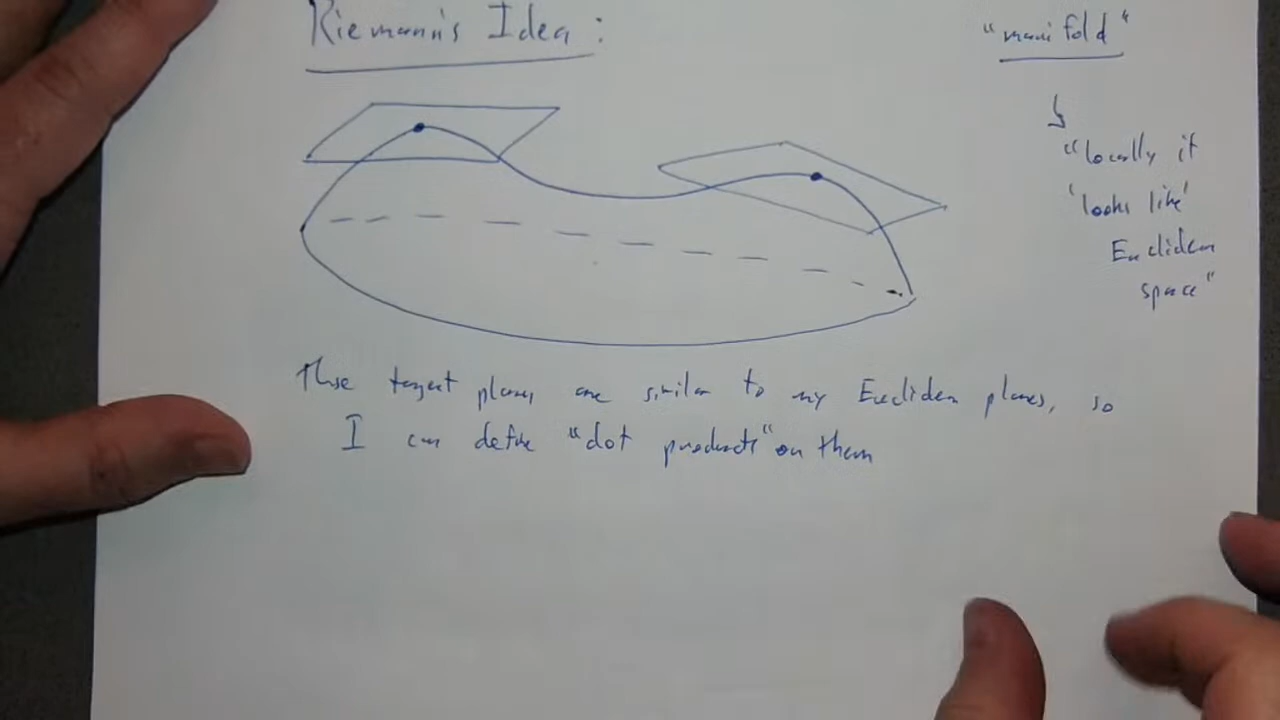 Riemann's Idea :
"manifold"
"locally it
'looks like'
Euclidean
space"
These tangent planes are similar to my Euclidean planes, so
I can define "dot products" on them